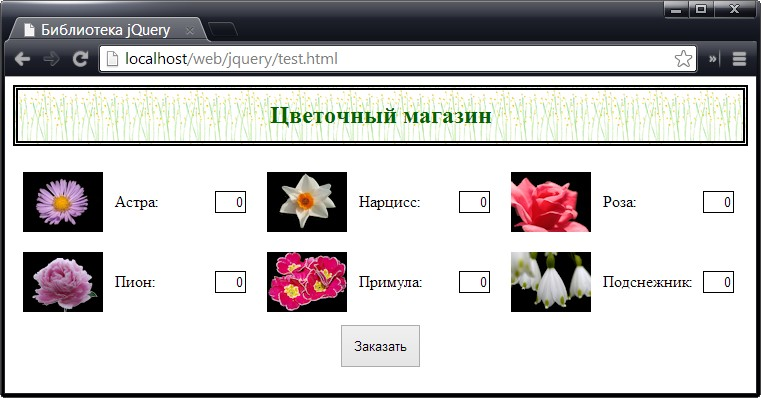 Библиотека jQuery
localhost/web/jquery/test.html
Цветочный магазин
Астра: 0 Нарцисс: 0 Роза: 0
Пион: 0 Примула: 0 Подснежник: 0
Заказать